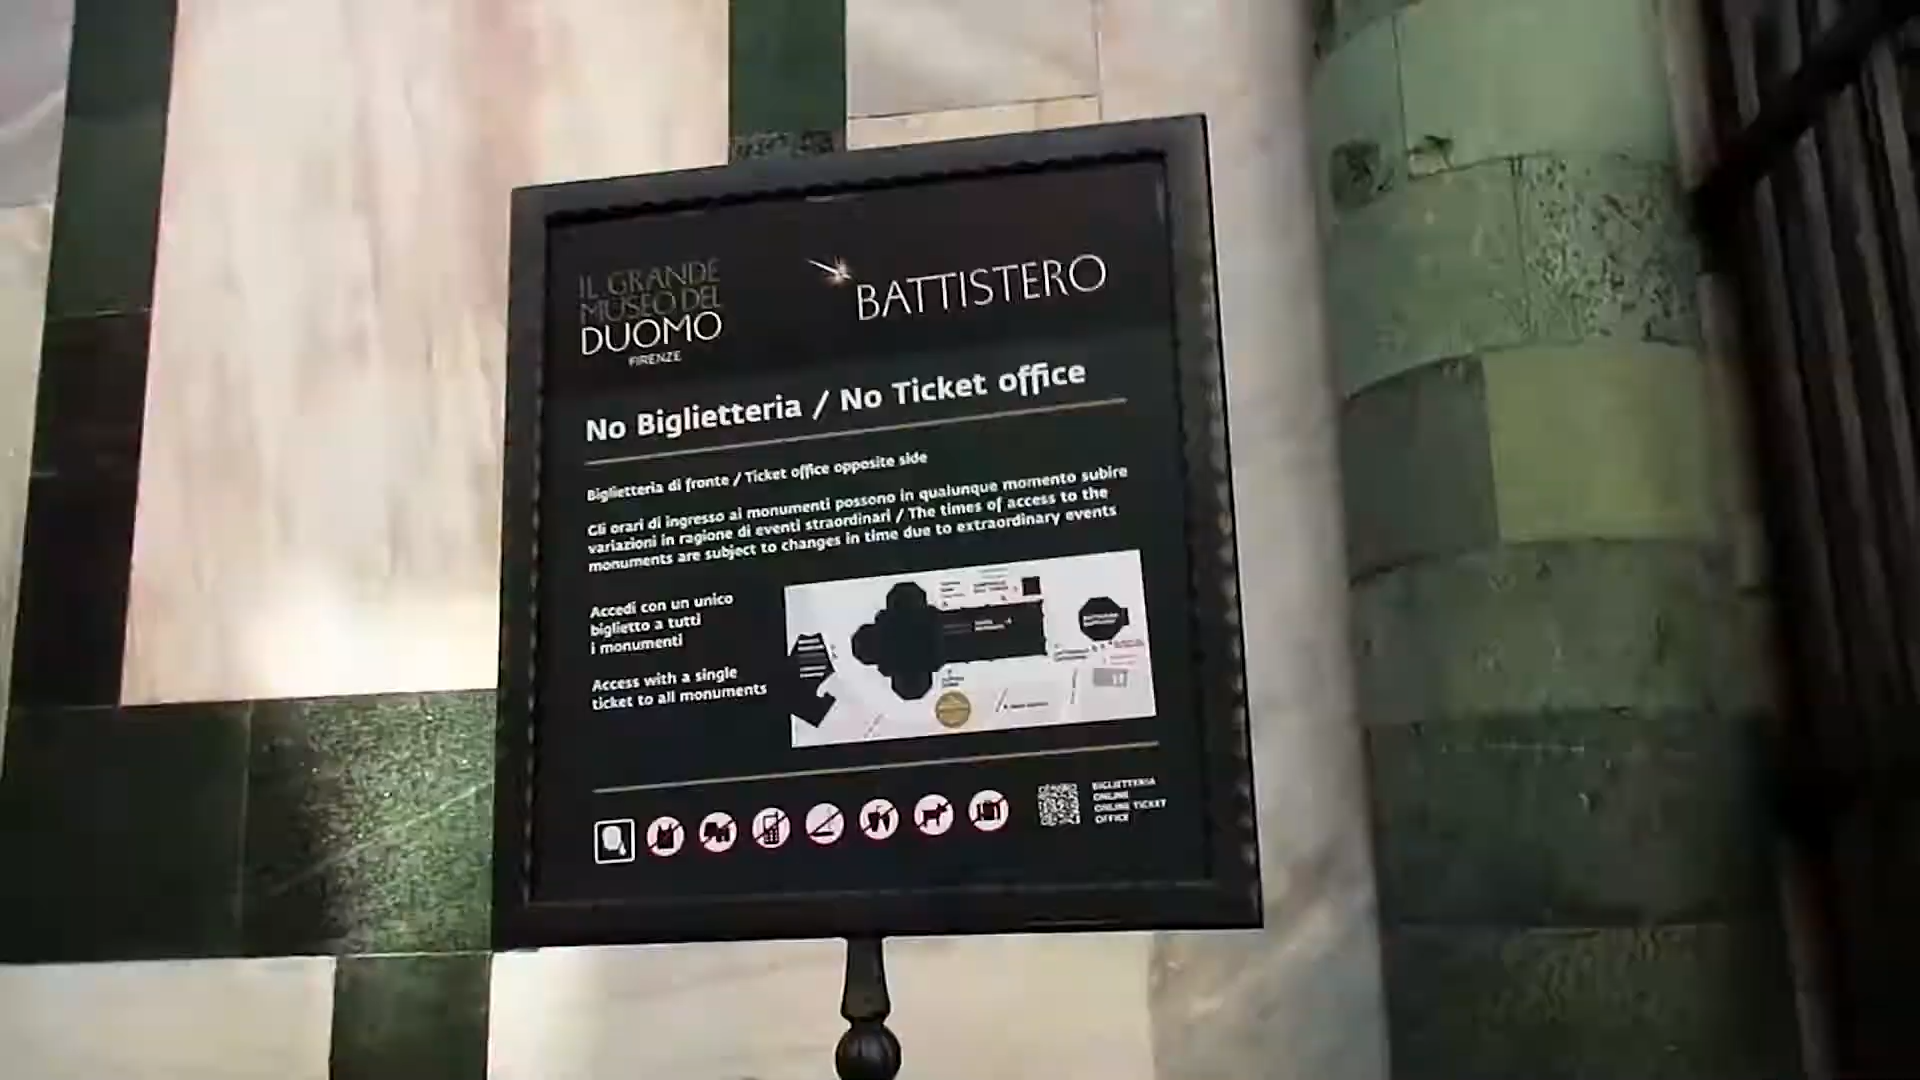 IL GRANDE
MUSEO DEL
DUOMO
FIRENZE
BATTISTERO
No Biglietteria / No Ticket office
Biglietteria di fronte / Ticket office opposite side
Gli orari di ingresso ai monumenti possono in qualunque momento subire
variazioni in ragione di eventi straordinari / The times of access to the
monuments are subject to changes in time due to extraordinary events
Accedi con un unico
biglietto a tutti
i monumenti
Access with a single
ticket to all monuments
BIGLIETTERIA
ONLINE
ONLINE TICKET
OFFICE